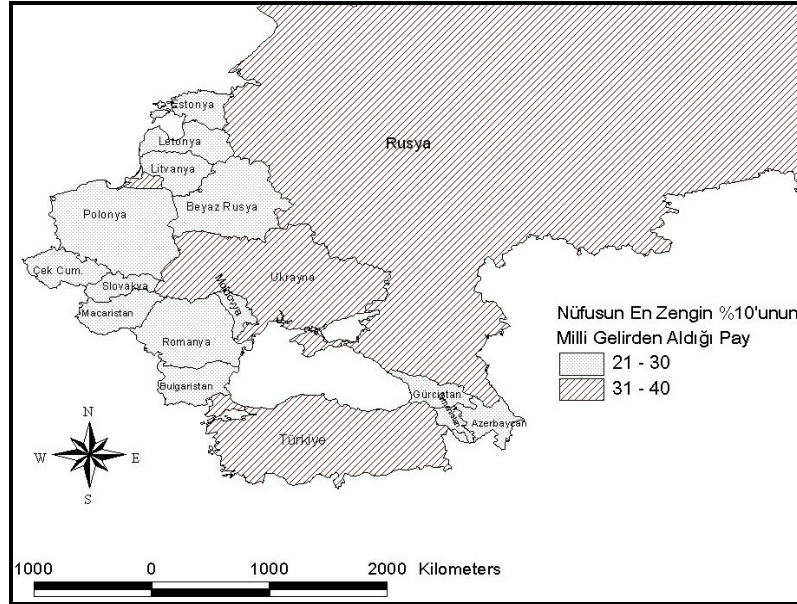 Estonya
Letonya
Litvanya
Rusya
Beyaz Rusya
Polonya
Çek Cum.
Slovakya
Ukrayna
Moldovya
Macaristan
Romanya
Bulgaristan
Gürcistan
Azerbaycan
Türkiye
Nüfusun En Zengin %10'unun
Milli Gelirden Aldığı Pay
21 - 30
31 - 40
N
W E
S
1000 0 1000 2000 Kilometers